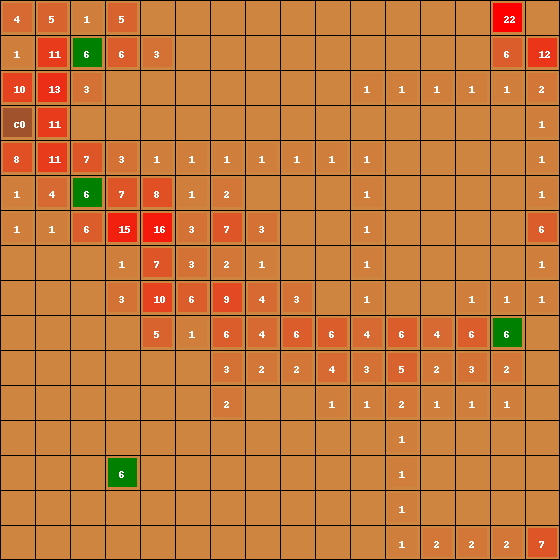 4 5 1 5 22
1 11 6 6 3 6 12
10 13 3 1 1 1 1 1 2
c0 11 1
8 11 7 3 1 1 1 1 1 1 1 1
1 4 6 7 8 1 2 1 1
1 1 6 15 16 3 7 3 1 6
1 7 3 2 1 1 1
3 10 6 9 4 3 1 1 1 1
5 1 6 4 6 6 4 6 4 6 6
3 2 2 4 3 5 2 3 2
2 1 1 2 1 1 1
1
6 1
1
1 2 2 2 7